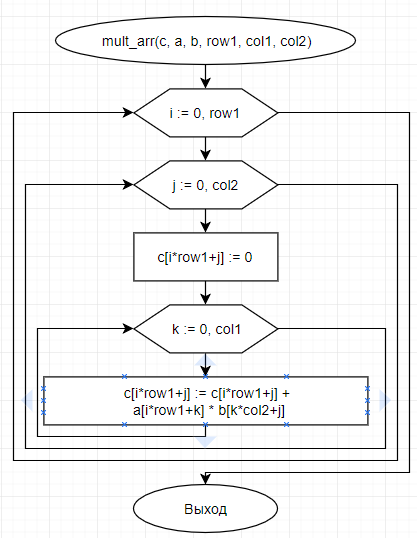 mult_arr(c, a, b, row1, col1, col2)
i := 0, row1
j := 0, col2
c[i*row1+j] := 0
k := 0, col1
c[i*row1+j] := c[i*row1+j] +
a[i*row1+k] * b[k*col2+j]
Выход